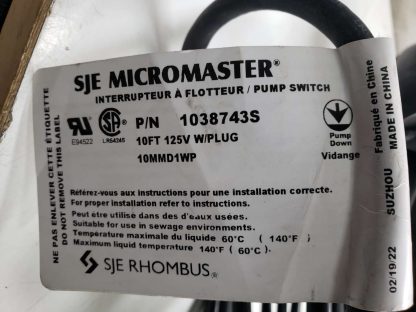 SJE MICROMASTER®
INTERRUPTEUR À FLOTTEUR / PUMP SWITCH
P/N 1038743S
10FT 125V W/PLUG
10MMD1WP
E94522
LR64245
Pump
Down
Vidange
Référez-vous aux instructions pour une installation correcte.
For proper installation refer to instructions.
Peut être utilisé dans des d'eaux usées.
Suitable for use in sewage environments.
Température maximale du liquide 60°C ( 140°F )
Maximum liquid temperature 140°F ( 60°C ).
SJE RHOMBUS®
NE PAS ENLEVER CETTE ÉTIQUETTE
DO NOT REMOVE THIS LABEL
Fabriqué en Chine
MADE IN CHINA
SUZHOU
02/19/22